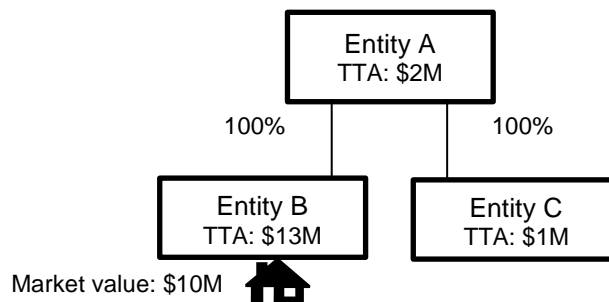 Entity A
TTA: $2M
100%
100%
Entity B
TTA: $13M
Entity C
TTA: $1M
Market value: $10M